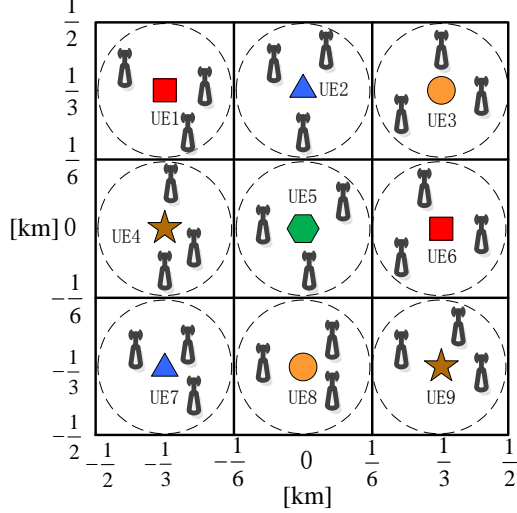 1/2
1/3
UE1
UE2
UE3
1/6
UE5
[km] 0
UE4
UE6
-1/6
-1/3
UE7
UE8
UE9
-1/2
-1/2 -1/3 -1/6 0 1/6 1/3 1/2
[km]